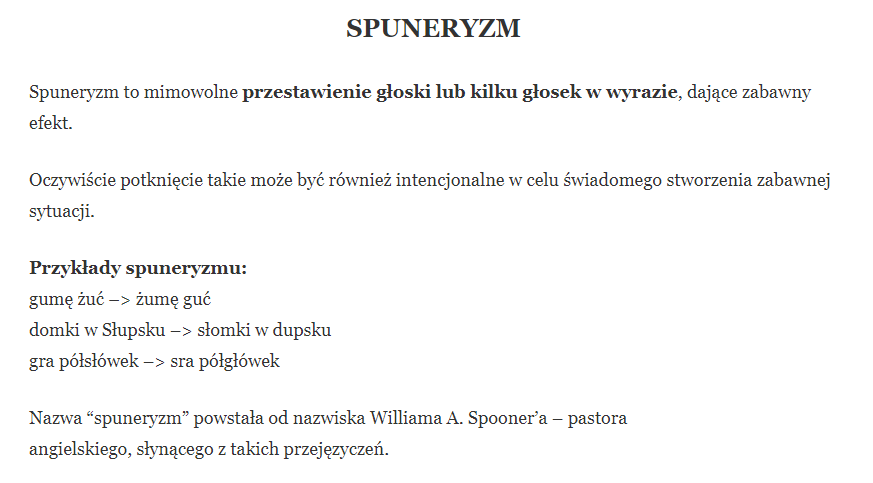 SPUNERYZM
Spuneryzm to mimowolne przestawienie głoski lub kilku głosek w wyrazie, dające zabawny
efekt.
Oczywiście potknięcie takie może być również intencjonalne w celu świadomego stworzenia zabawnej
sytuacji.
Przykłady spuneryzmu:
gumę żuć –> żumę guć
domki w Słupsku –> słomki w dupsku
gra półsłówek –> sra półgłówek
Nazwa “spuneryzm” powstała od nazwiska Williama A. Spooner’a – pastora
angielskiego, słynącego z takich przejęzyczeń.